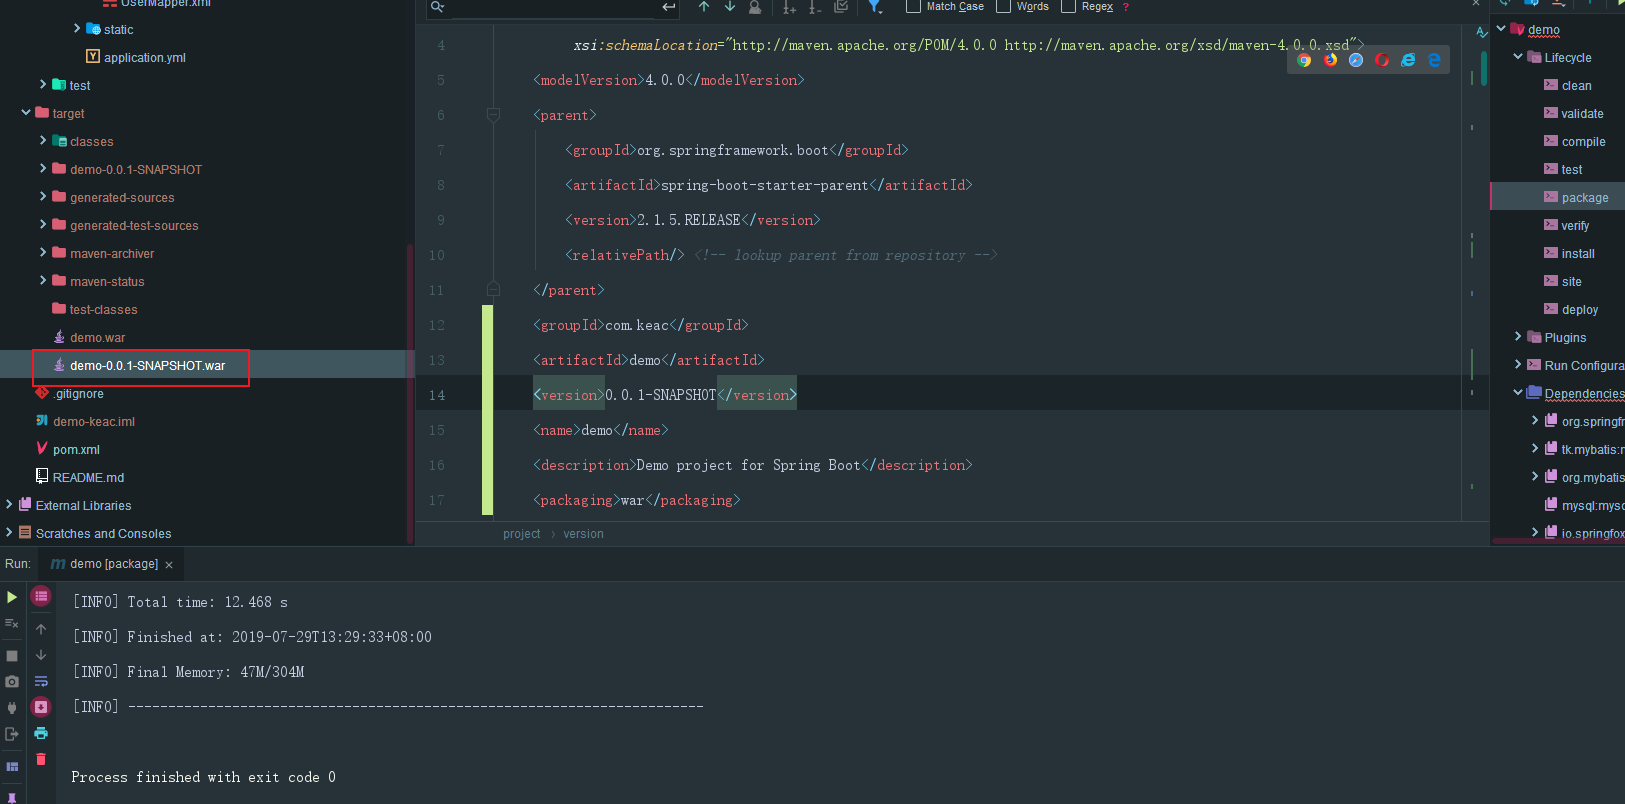 UserMapper.xml
static
application.yml
test
target
classes
demo-0.0.1-SNAPSHOT
generated-sources
generated-test-sources
maven-archiver
maven-status
test-classes
demo.war
demo-0.0.1-SNAPSHOT.war
.gitignore
demo-keac.iml
pom.xml
README.md
External Libraries
Scratches and Consoles
Match Case
Words
Regex ?
4 xsi:schemaLocation="http://maven.apache.org/POM/4.0.0 http://maven.apache.org/xsd/maven-4.0.0.xsd">
5 <modelVersion>4.0.0</modelVersion>
6 <parent>
7 <groupId>org.springframework.boot</groupId>
8 <artifactId>spring-boot-starter-parent</artifactId>
9 <version>2.1.5.RELEASE</version>
10 <relativePath/> <!-- lookup parent from repository -->
11 </parent>
12 <groupId>com.keac</groupId>
13 <artifactId>demo</artifactId>
14 <version>0.0.1-SNAPSHOT</version>
15 <name>demo</name>
16 <description>Demo project for Spring Boot</description>
17 <packaging>war</packaging>
project › version
demo
Lifecycle
clean
validate
compile
test
package
verify
install
site
deploy
Plugins
Run Configura
Dependencies
org.springfr
tk.mybatis:r
org.mybatis
mysql:mysc
io.springfox
Run: demo [package] ×
[INFO] Total time: 12.468 s
[INFO] Finished at: 2019-07-29T13:29:33+08:00
[INFO] Final Memory: 47M/304M
[INFO] ------------------------------------------------------------------------
Process finished with exit code 0